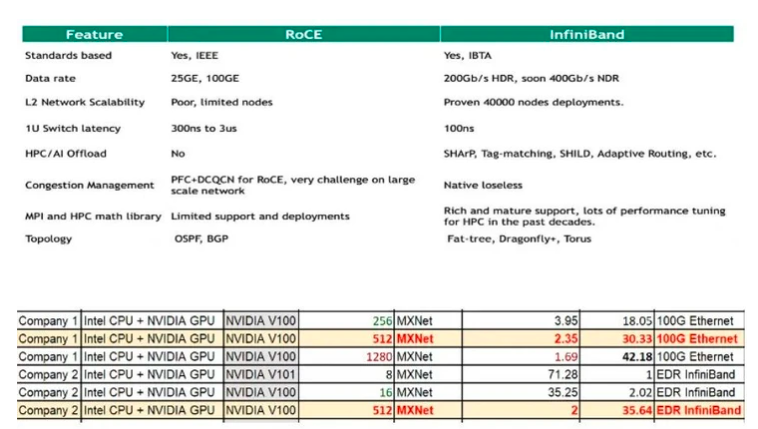 Feature RoCE InfiniBand
Standards based Yes, IEEE Yes, IBTA
Data rate 25GE, 100GE 200Gb/s HDR, soon 400Gb/s NDR
L2 Network Scalability Poor, limited nodes Proven 40000 nodes deployments.
1U Switch latency 300ns to 3us 100ns
HPC/AI Offload No SHArP, Tag-matching, SHILD, Adaptive Routing, etc.
Congestion Management PFC+DCQCN for RoCE, very challenge on large
scale network Native loseless
MPI and HPC math library Limited support and deployments Rich and mature support, lots of performance tuning
for HPC in the past decades.
Topology OSPF, BGP Fat-tree, Dragonfly+, Torus
Company 1 Intel CPU + NVIDIA GPU NVIDIA V100 256 MXNet 3.95 18.05 100G Ethernet
Company 1 Intel CPU + NVIDIA GPU NVIDIA V100 512 MXNet 2.35 30.33 100G Ethernet
Company 1 Intel CPU + NVIDIA GPU NVIDIA V100 1280 MXNet 1.69 42.18 100G Ethernet
Company 2 Intel CPU + NVIDIA GPU NVIDIA V101 8 MXNet 71.28 1 EDR InfiniBand
Company 2 Intel CPU + NVIDIA GPU NVIDIA V100 16 MXNet 35.25 2.02 EDR InfiniBand
Company 2 Intel CPU + NVIDIA GPU NVIDIA V100 512 MXNet 2 35.64 EDR InfiniBand